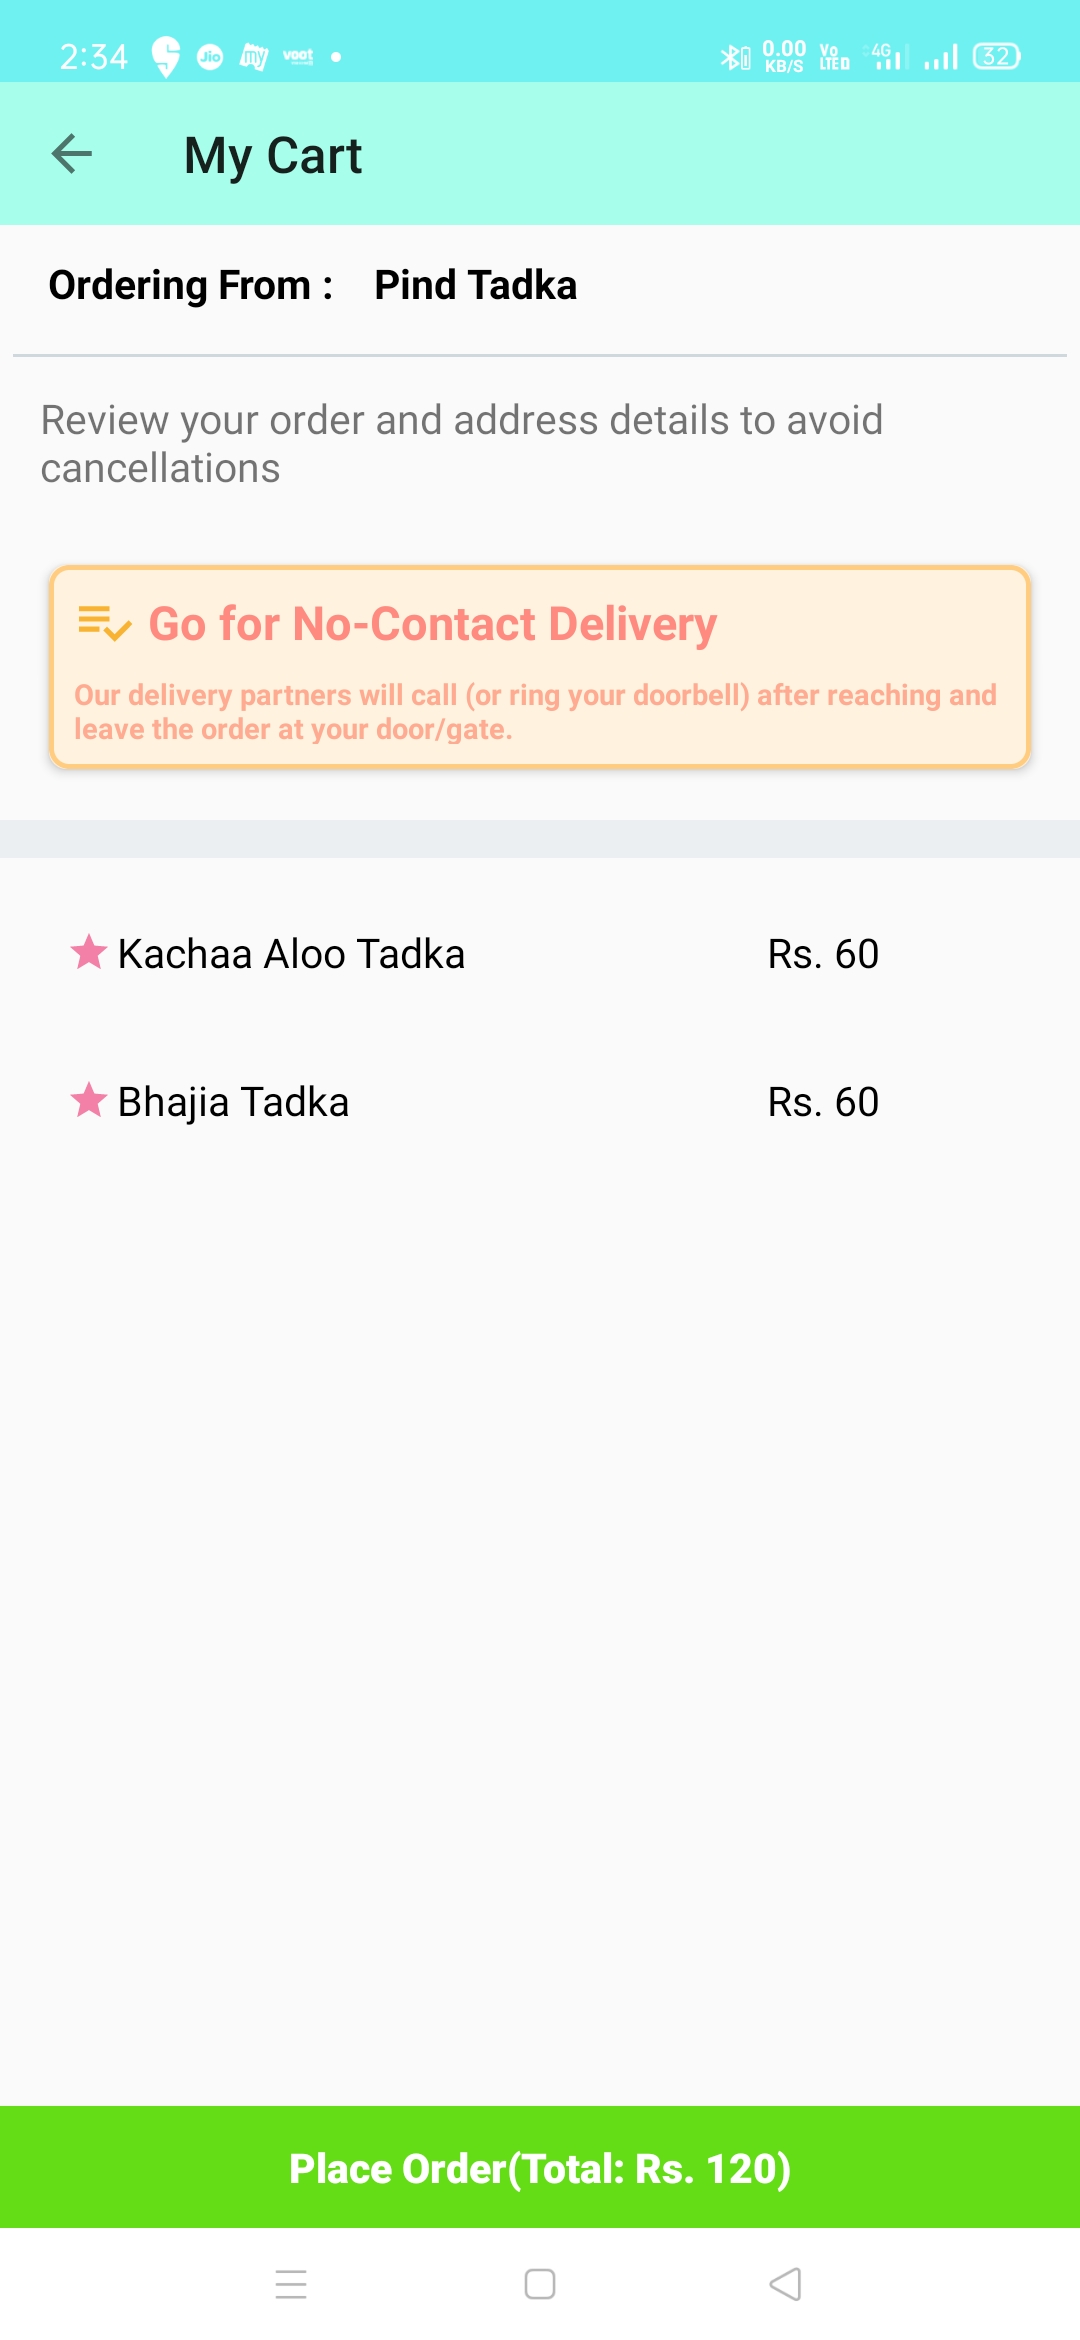 2:34 Jio my voot 0.00 KB/S Vo LTE 4G 32
My Cart
Ordering From : Pind Tadka
Review your order and address details to avoid
cancellations
Go for No-Contact Delivery
Our delivery partners will call (or ring your doorbell) after reaching and
leave the order at your door/gate.
Kachaa Aloo Tadka Rs. 60
Bhajia Tadka Rs. 60
Place Order(Total: Rs. 120)